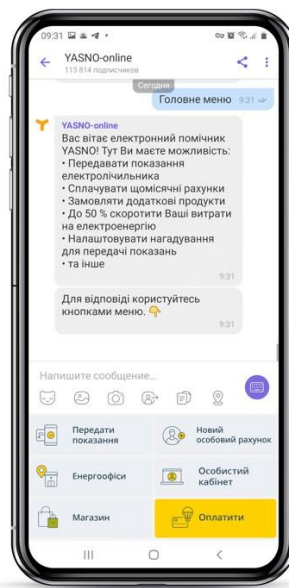 09:31
YASNO-online
113 814 подписчиков
Сегодня
Головне меню 9:31
YASNO-online
Вас вітає електронний помічник
YASNO! Тут Ви маєте можливість:
• Передавати показання
електролічильника
• Сплачувати щомісячні рахунки
• Замовляти додаткові продукти
• До 50 % скоротити Ваші витрати
на електроенергію
• Налаштовувати нагадування
для передачі показань
• та інше
9:31
Для відповіді користуйтесь
кнопками меню.
9:31
Напишите сообщение...
Передати
показання
Новий
особовий рахунок
Енергоофіси
Особистий
кабінет
Магазин
Оплатити